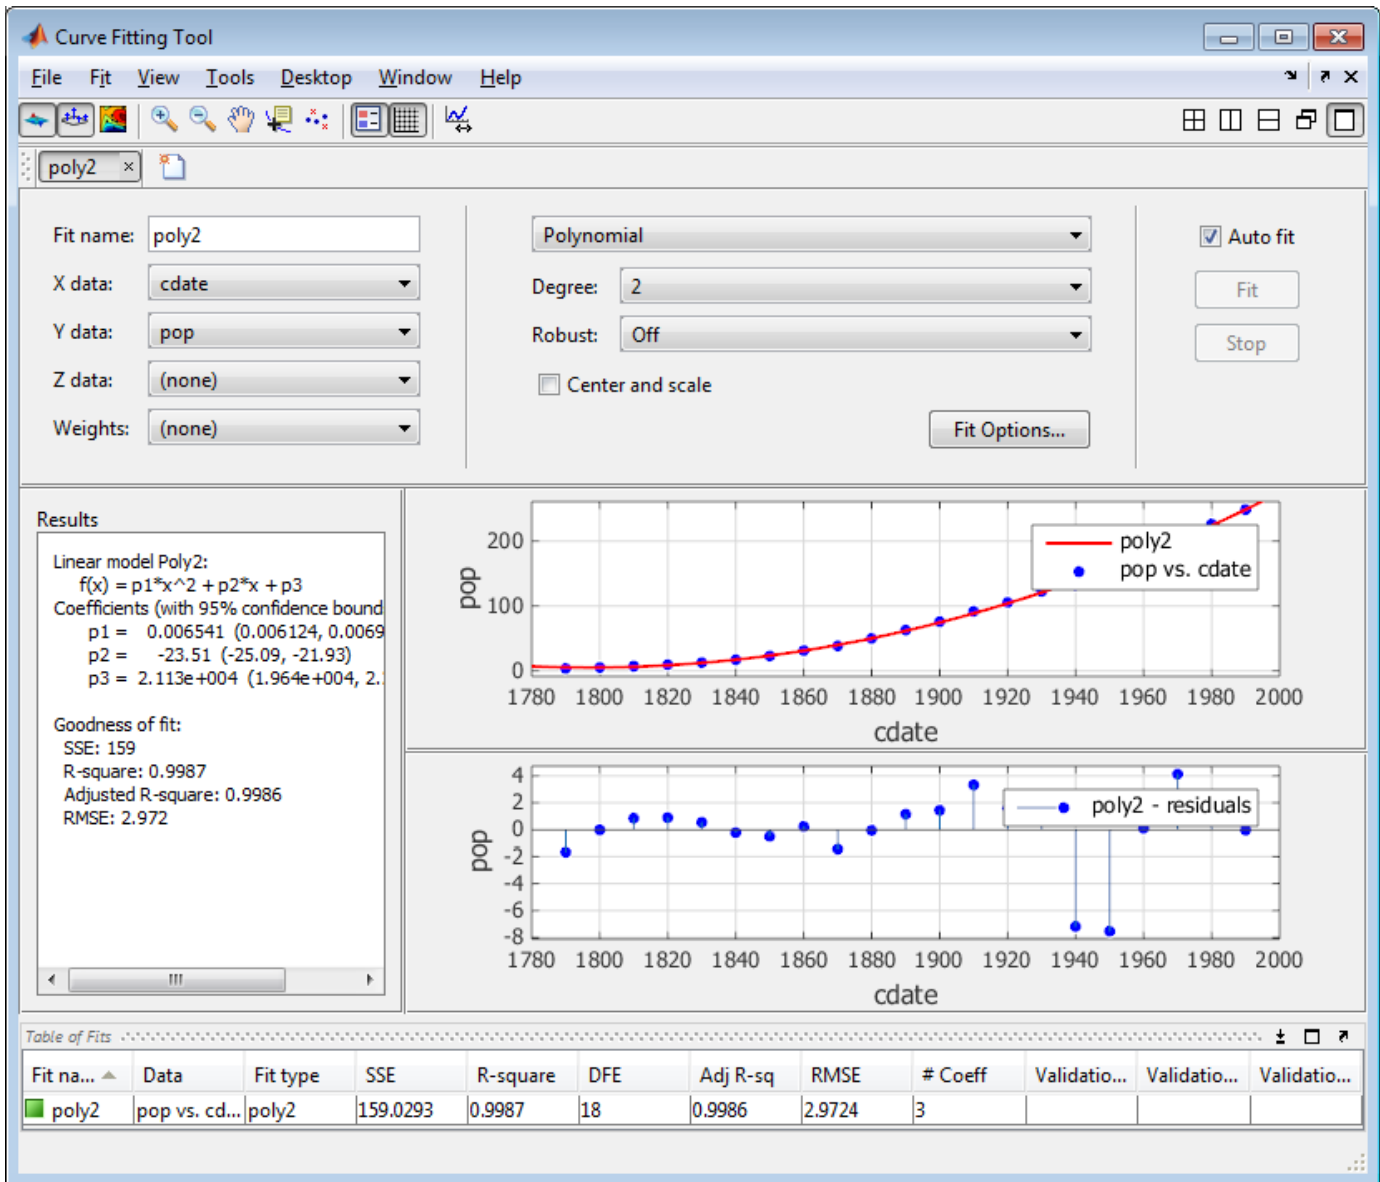 Curve Fitting Tool
File Fit View Tools Desktop Window Help
poly2
Fit name: poly2
X data: cdate
Y data: pop
Z data: (none)
Weights: (none)
Polynomial
Degree: 2
Robust: Off
Center and scale
Fit Options...
Auto fit
Fit
Stop
Results
Linear model Poly2:
f(x) = p1*x^2 + p2*x + p3
Coefficients (with 95% confidence bound
p1 = 0.006541 (0.006124, 0.0069
p2 = -23.51 (-25.09, -21.93)
p3 = 2.113e+004 (1.964e+004, 2.
Goodness of fit:
SSE: 159
R-square: 0.9987
Adjusted R-square: 0.9986
RMSE: 2.972
200
100
0
pop
poly2
pop vs. cdate
1780 1800 1820 1840 1860 1880 1900 1920 1940 1960 1980 2000
cdate
4
2
0
-2
-4
-6
-8
pop
poly2 - residuals
1780 1800 1820 1840 1860 1880 1900 1920 1940 1960 1980 2000
cdate
Table of Fits
Fit na... Data Fit type SSE R-square DFE Adj R-sq RMSE # Coeff Validatio... Validatio... Validatio...
poly2 pop vs. cd... poly2 159.0293 0.9987 18 0.9986 2.9724 3